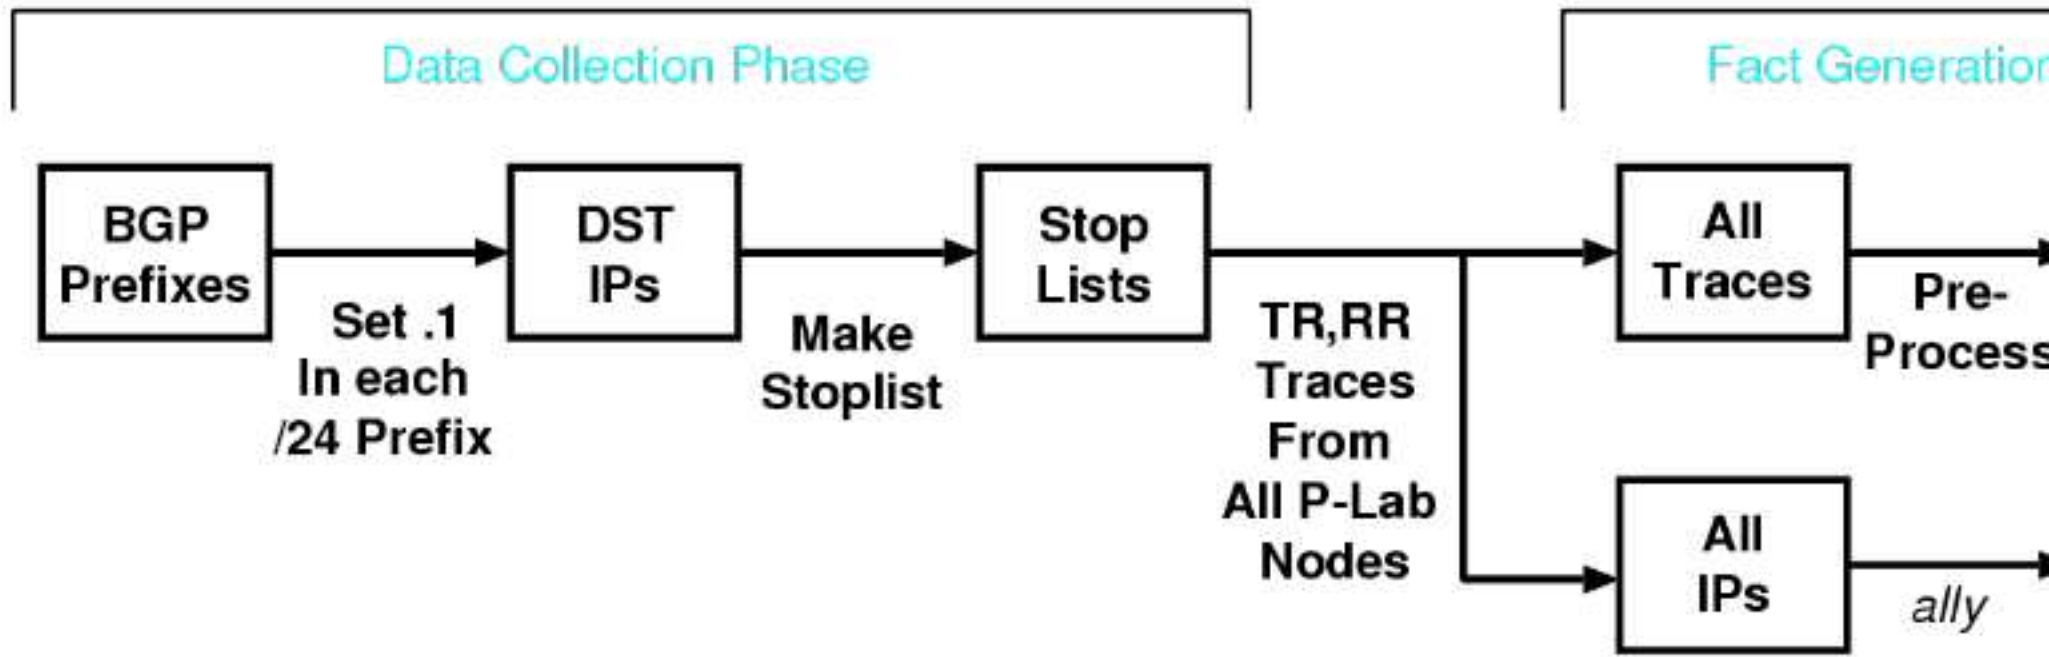 Data Collection Phase
Fact Generation
BGP
Prefixes
Set .1
In each
/24 Prefix
DST
IPs
Make
Stoplist
Stop
Lists
TR,RR
Traces
From
All P-Lab
Nodes
All
Traces
Pre-
Process
All
IPs
ally